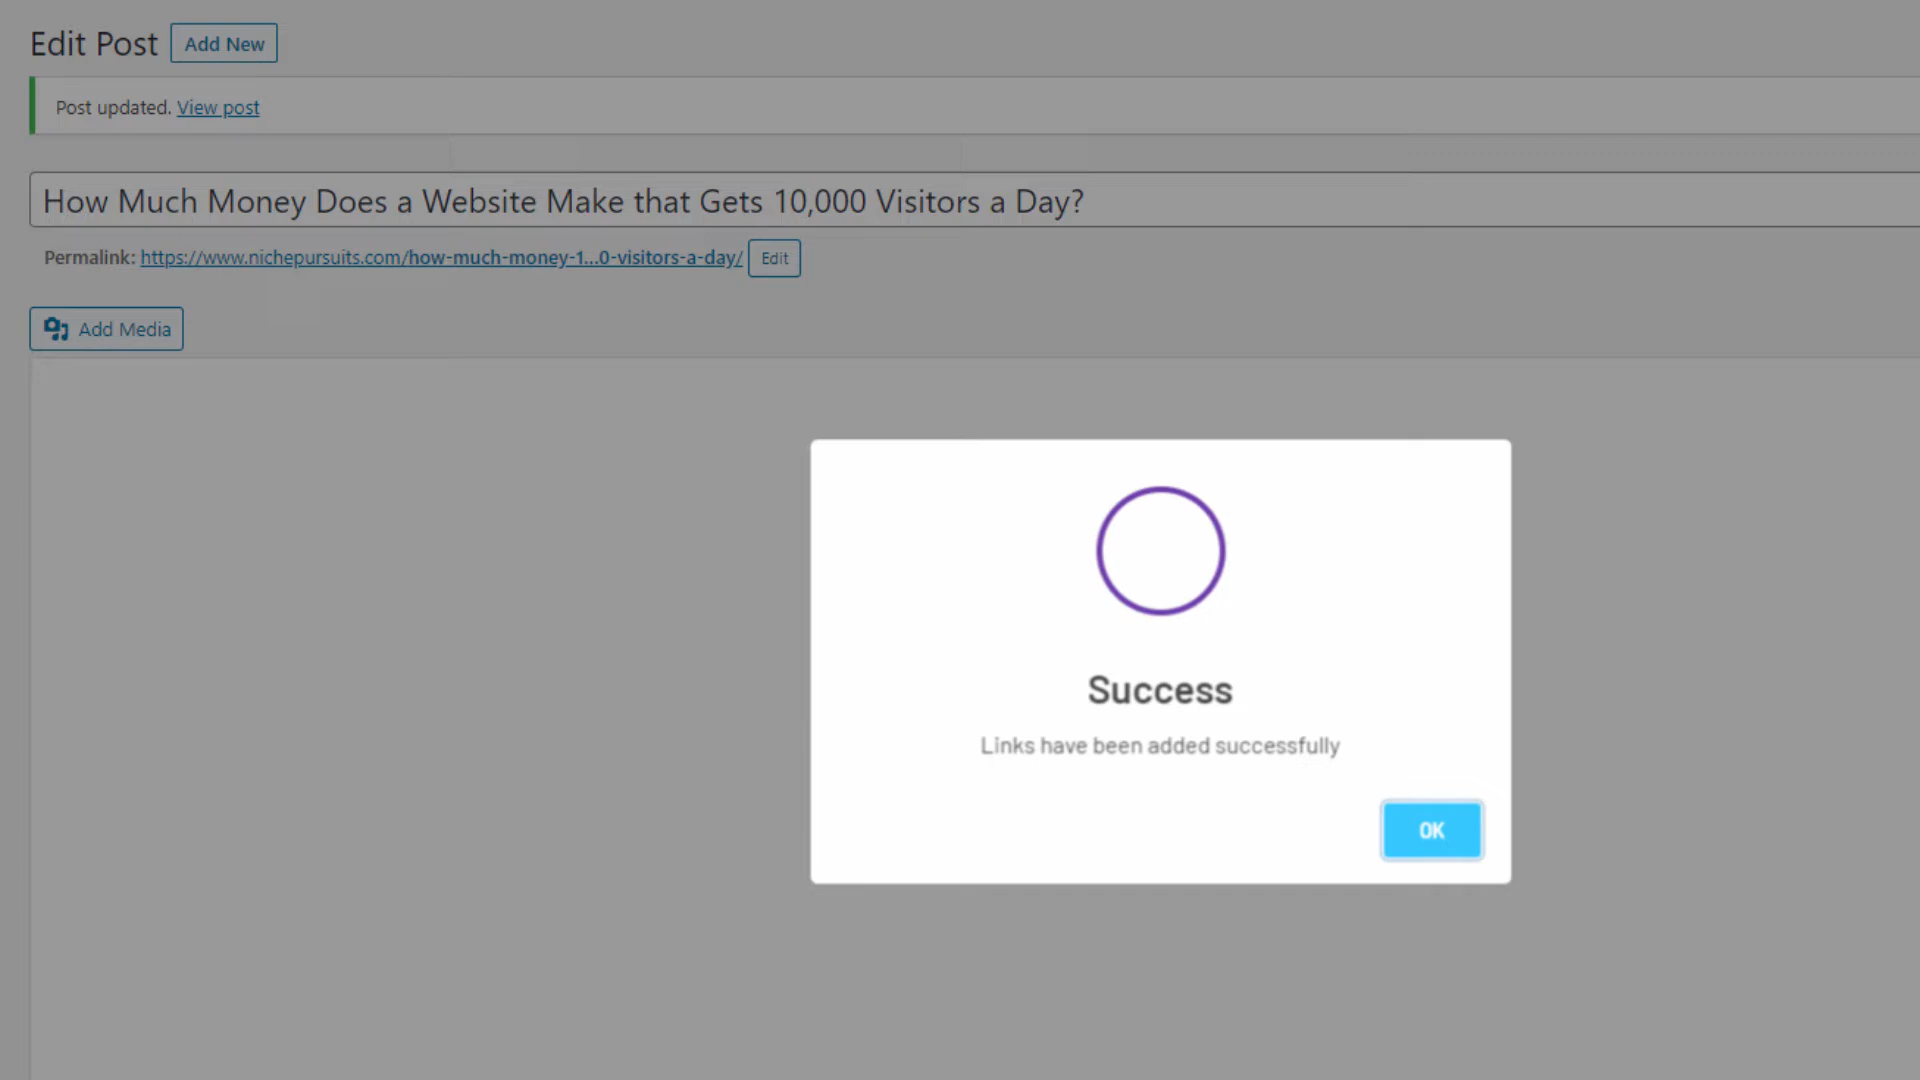 Edit Post Add New
Post updated. View post
How Much Money Does a Website Make that Gets 10,000 Visitors a Day?
Permalink: https://www.nichepursuits.com/how-much-money-1...0-visitors-a-day/ Edit
Add Media
Success
Links have been added successfully
OK